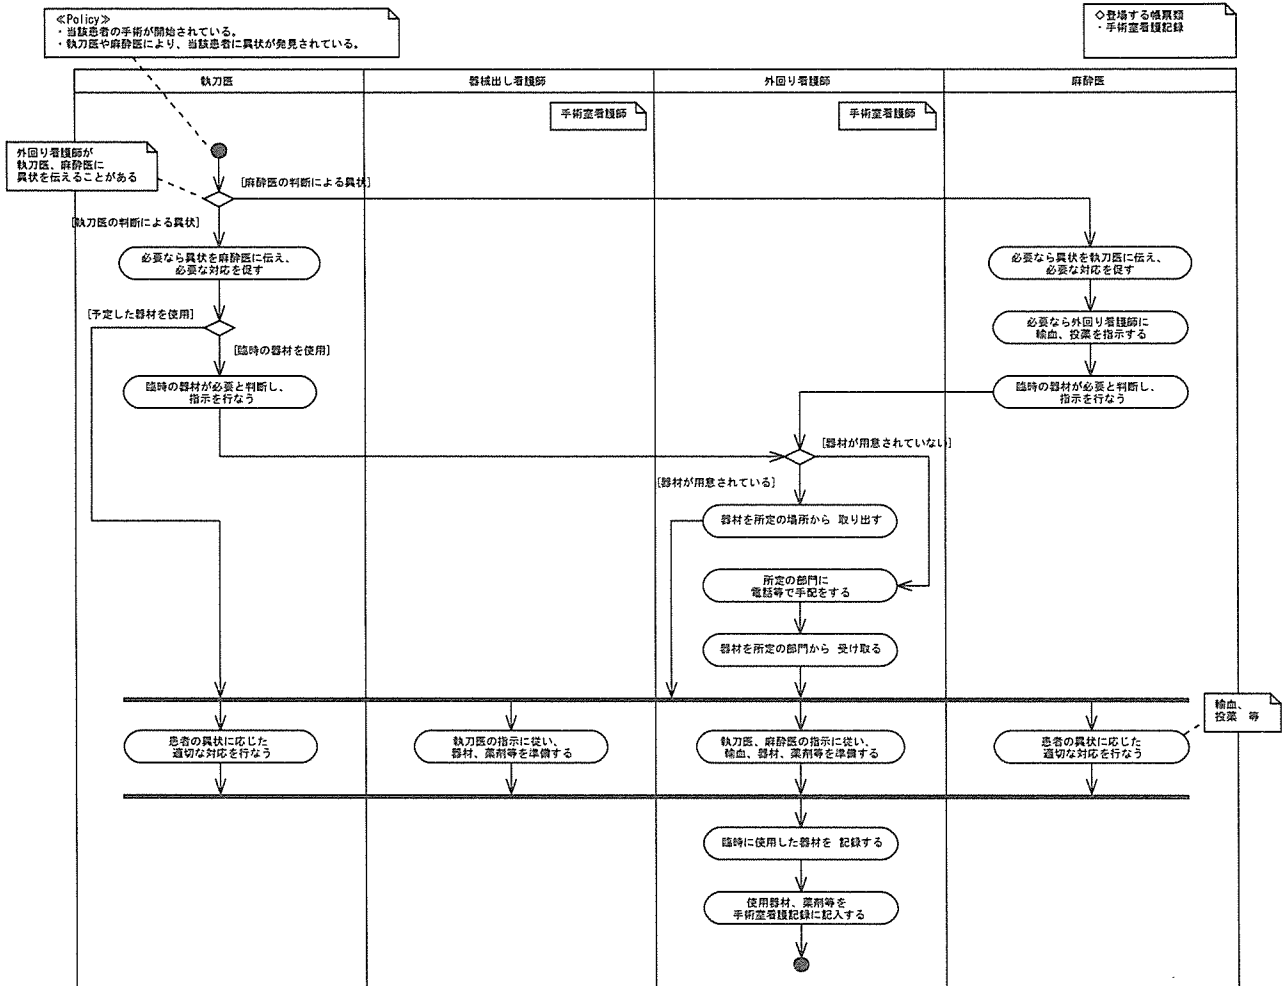 ≪Policy≫
・当該患者の手術が開始されている。
・執刀医や麻酔医により、当該患者に異状が発見されている。
◇登場する帳票類
・手術室看護記録
執刀医
器械出し看護師
外回り看護師
麻酔医
手術室看護師
手術室看護師
外回り看護師が
執刀医、麻酔医に
異状を伝えることがある
[麻酔医の判断による異状]
[執刀医の判断による異状]
必要なら異状を麻酔医に伝え、
必要な対応を促す
必要なら異状を執刀医に伝え、
必要な対応を促す
[予定した器材を使用]
必要なら外回り看護師に
輸血、投薬を指示する
[臨時の器材を使用]
臨時の器材が必要と判断し、
指示を行なう
臨時の器材が必要と判断し、
指示を行なう
[器材が用意されていない]
[器材が用意されている]
器材を所定の場所から 取り出す
所定の部門に
電話等で手配をする
器材を所定の部門から 受け取る
輸血、
投薬 等
患者の異状に応じた
適切な対応を行なう
執刀医の指示に従い、
器材、薬剤等を準備する
執刀医、麻酔医の指示に従い、
輸血、器材、薬剤等を準備する
患者の異状に応じた
適切な対応を行なう
臨時に使用した器材を 記録する
使用器材、薬剤等を
手術室看護記録に記入する